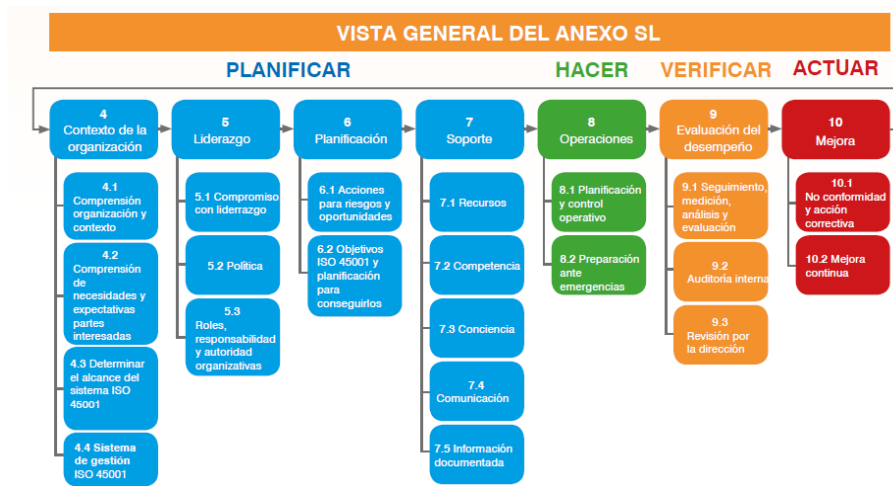 VISTA GENERAL DEL ANEXO SL
PLANIFICAR
HACER
VERIFICAR
ACTUAR
4
Contexto de la
organización
5
Liderazgo
6
Planificación
7
Soporte
8
Operaciones
9
Evaluación del
desempeño
10
Mejora
4.1
Comprensión
organización y
contexto
4.2
Comprensión
de
necesidades y
expectativas
partes
interesadas
4.3 Determinar
el alcance del
sistema ISO
45001
4.4 Sistema
de gestión
ISO 45001
5.1 Compromiso
con liderazgo
5.2 Política
5.3
Roles,
responsabilidad
y autoridad
organizativas
6.1 Acciones
para riesgos y
oportunidades
6.2 Objetivos
ISO 45001 y
planificación
para
conseguirlos
7.1 Recursos
7.2 Competencia
7.3 Conciencia
7.4
Comunicación
7.5 Información
documentada
8.1 Planificación
y control
operativo
8.2 Preparación
ante
emergencias
9.1 Seguimiento,
medición,
análisis y
evaluación
9.2
Auditoría interna
9.3
Revisión por
la dirección
10.1
No conformidad
y acción
correctiva
10.2 Mejora
continua